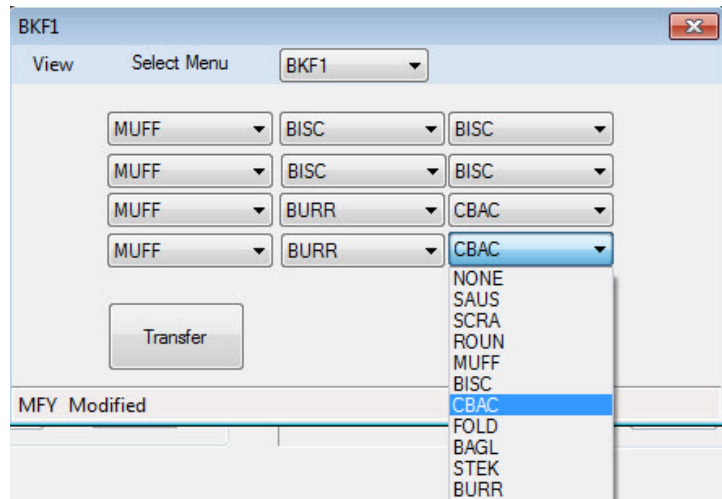 BKF1
View Select Menu BKF1
MUFF BISC BISC
MUFF BISC BISC
MUFF BURR CBAC
MUFF BURR CBAC
NONE
SAUS
SCRA
ROUN
MUFF
BISC
CBAC
FOLD
BAGL
STEK
BURR
Transfer
MFY Modified